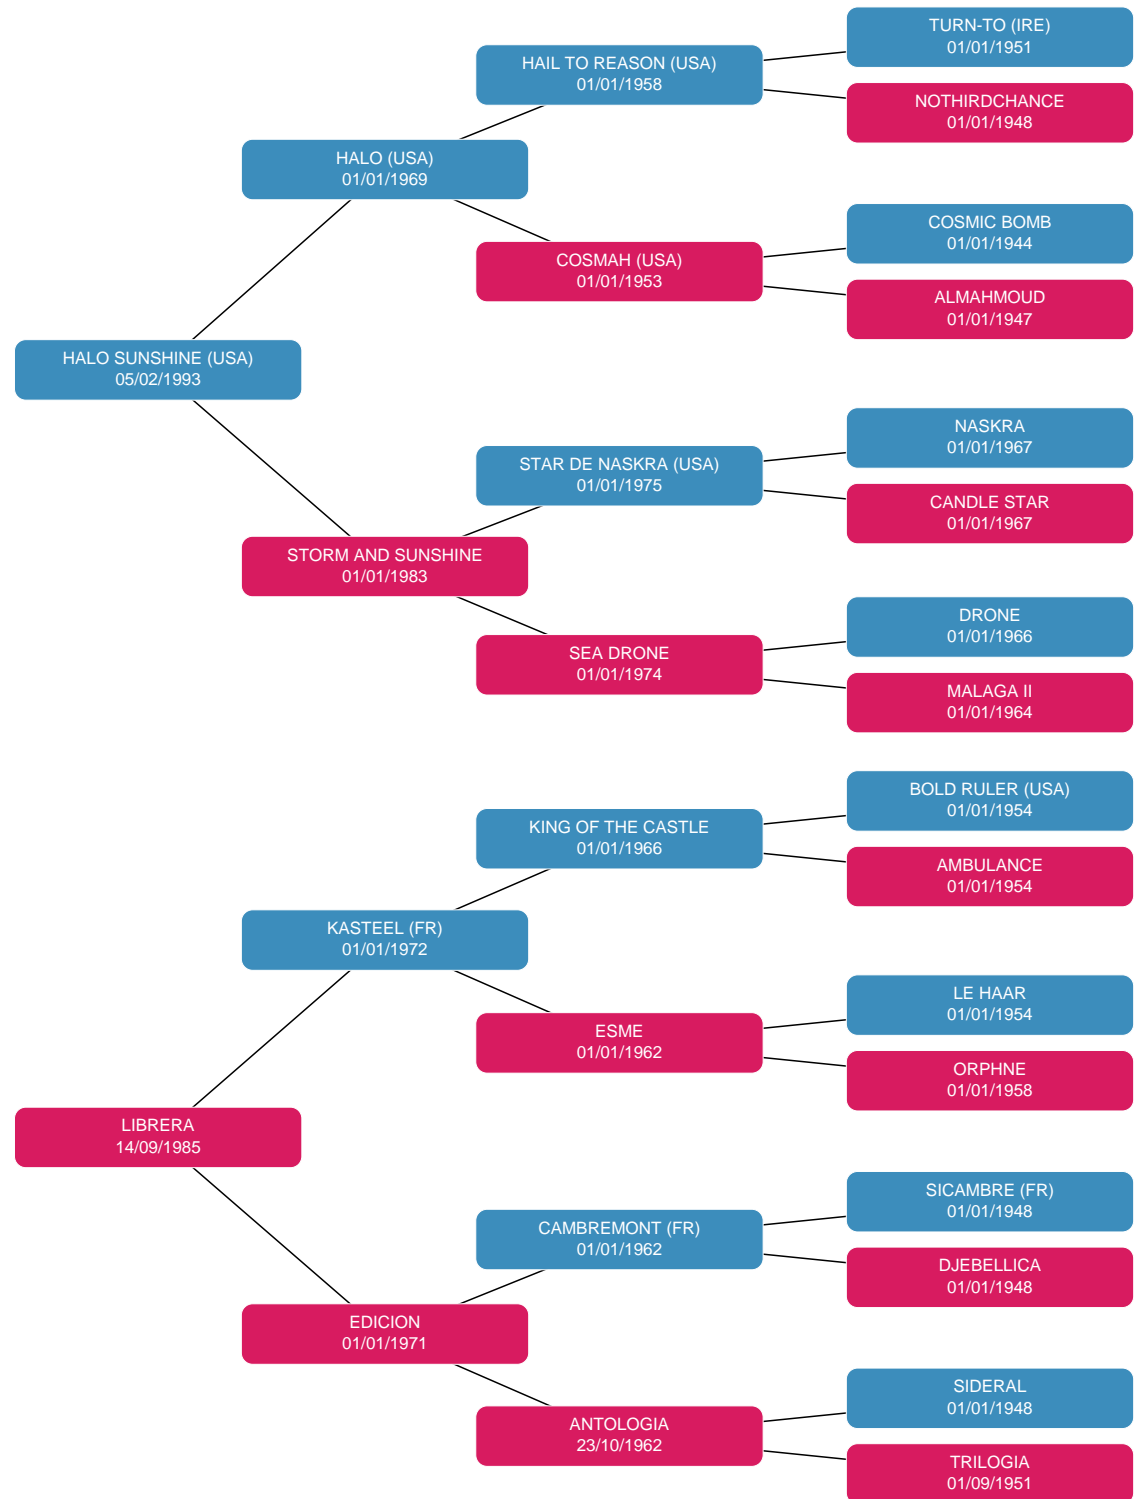 TURN-TO (IRE)
01/01/1951
HAIL TO REASON (USA)
01/01/1958
NOTHIRDCHANCE
01/01/1948
HALO (USA)
01/01/1969
COSMIC BOMB
01/01/1944
COSMAH (USA)
01/01/1953
ALMAHMOUD
01/01/1947
HALO SUNSHINE (USA)
05/02/1993
NASKRA
01/01/1967
STAR DE NASKRA (USA)
01/01/1975
CANDLE STAR
01/01/1967
STORM AND SUNSHINE
01/01/1983
DRONE
01/01/1966
SEA DRONE
01/01/1974
MALAGA II
01/01/1964
BOLD RULER (USA)
01/01/1954
KING OF THE CASTLE
01/01/1966
AMBULANCE
01/01/1954
KASTEEL (FR)
01/01/1972
LE HAAR
01/01/1954
ESME
01/01/1962
ORPHNE
01/01/1958
LIBRERA
14/09/1985
SICAMBRE (FR)
01/01/1948
CAMBREMONT (FR)
01/01/1962
DJEBELLICA
01/01/1948
EDICION
01/01/1971
SIDERAL
01/01/1948
ANTOLOGIA
23/10/1962
TRILOGIA
01/09/1951